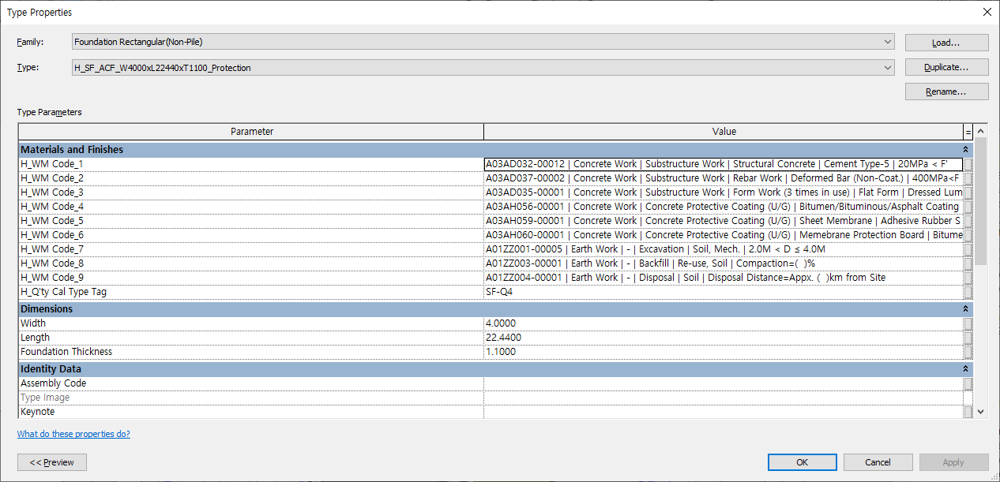 Type Properties
Family: Foundation Rectangular(Non-Pile) Load...
Type: H_SF_ACF_W4000xL22440xT1100_Protection Duplicate...
Rename...
Type Parameters
Parameter Value =
Materials and Finishes
H_WM Code_1 A03AD032-00012 | Concrete Work | Substructure Work | Structural Concrete | Cement Type-5 | 20MPa < F'
H_WM Code_2 A03AD037-00002 | Concrete Work | Substructure Work | Rebar Work | Deformed Bar (Non-Coat.) | 400MPa<F
H_WM Code_3 A03AD035-00001 | Concrete Work | Substructure Work | Form Work (3 times in use) | Flat Form | Dressed Lum
H_WM Code_4 A03AH056-00001 | Concrete Work | Concrete Protective Coating (U/G) | Bitumen/Bituminous/Asphalt Coating
H_WM Code_5 A03AH059-00001 | Concrete Work | Concrete Protective Coating (U/G) | Sheet Membrane | Adhesive Rubber S
H_WM Code_6 A03AH060-00001 | Concrete Work | Concrete Protective Coating (U/G) | Memebrane Protection Board | Bitume
H_WM Code_7 A01ZZ001-00005 | Earth Work | - | Excavation | Soil, Mech. | 2.0M < D ≤ 4.0M
H_WM Code_8 A01ZZ003-00001 | Earth Work | - | Backfill | Re-use, Soil | Compaction=( )%
H_WM Code_9 A01ZZ004-00001 | Earth Work | - | Disposal | Soil | Disposal Distance=Appx. ( )km from Site
H_Q'ty Cal Type Tag SF-Q4
Dimensions
Width 4.0000
Length 22.4400
Foundation Thickness 1.1000
Identity Data
Assembly Code
Type Image
Keynote
What do these properties do?
<< Preview OK Cancel Apply